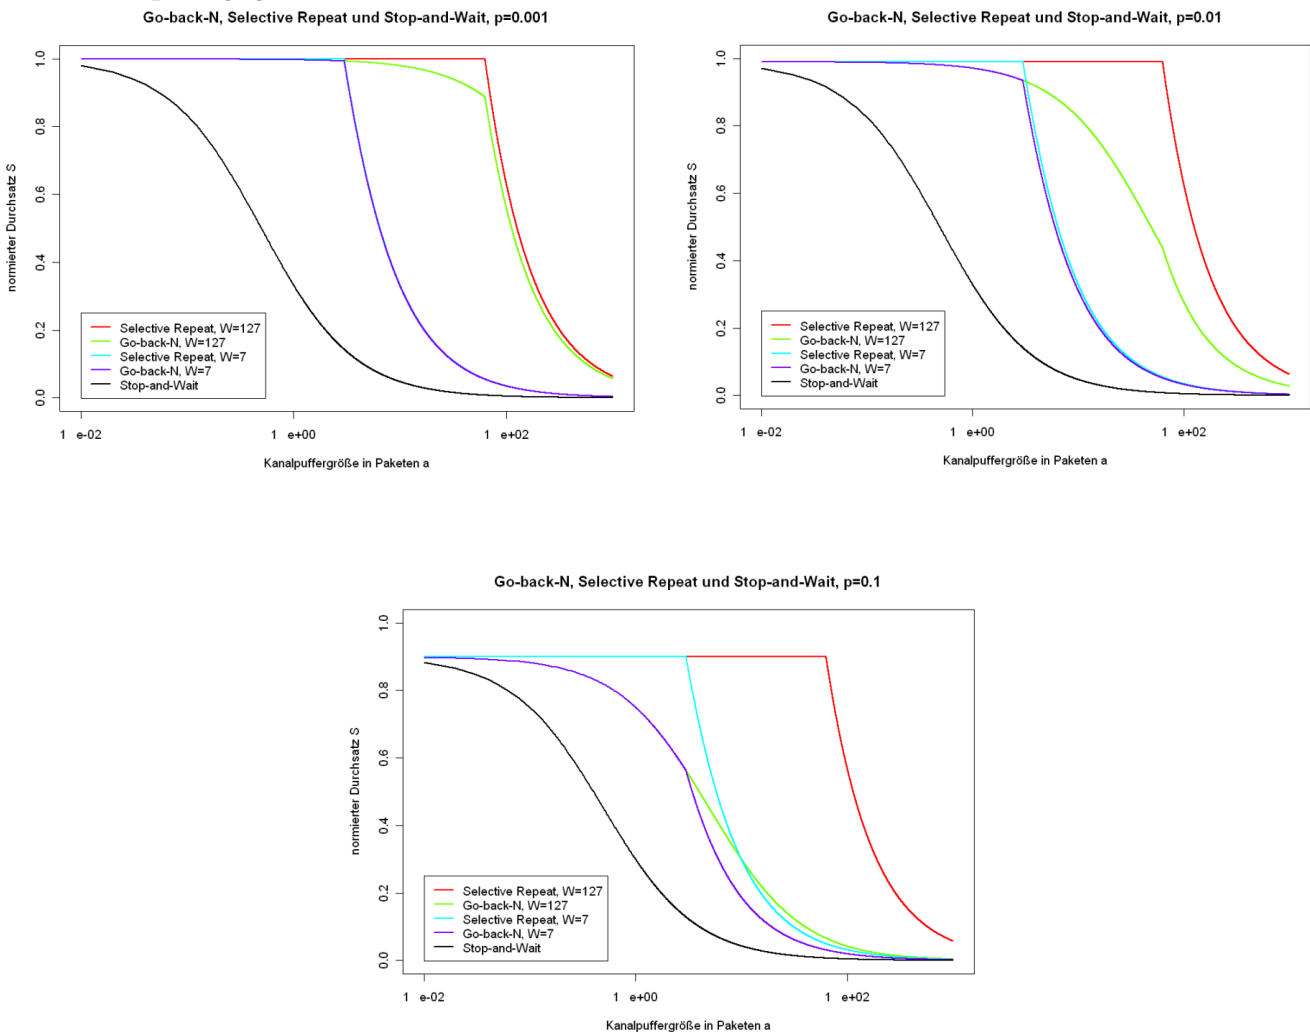 Go-back-N, Selective Repeat und Stop-and-Wait, p=0.001
normierter Durchsatz S
1.0
0.8
0.6
0.4
0.2
0.0
Selective Repeat, W=127
Go-back-N, W=127
Selective Repeat, W=7
Go-back-N, W=7
Stop-and-Wait
1 e-02
1 e+00
1 e+02
Kanalpuffergröße in Paketen a
Go-back-N, Selective Repeat und Stop-and-Wait, p=0.01
normierter Durchsatz S
1.0
0.8
0.6
0.4
0.2
0.0
Selective Repeat, W=127
Go-back-N, W=127
Selective Repeat, W=7
Go-back-N, W=7
Stop-and-Wait
1 e-02
1 e+00
1 e+02
Kanalpuffergröße in Paketen a
Go-back-N, Selective Repeat und Stop-and-Wait, p=0.1
normierter Durchsatz S
1.0
0.8
0.6
0.4
0.2
0.0
Selective Repeat, W=127
Go-back-N, W=127
Selective Repeat, W=7
Go-back-N, W=7
Stop-and-Wait
1 e-02
1 e+00
1 e+02
Kanalpuffergröße in Paketen a